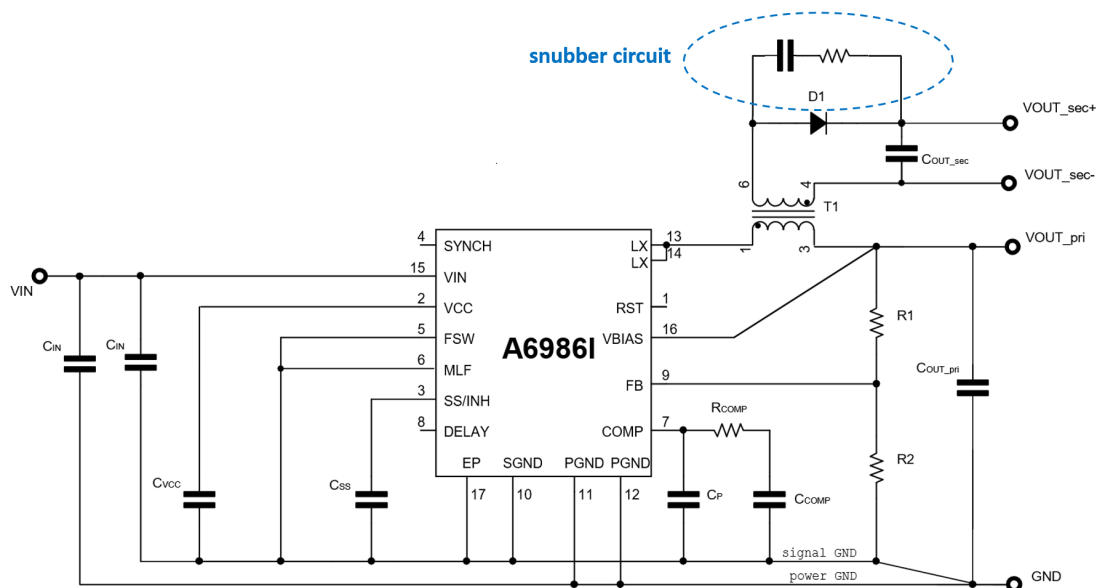 snubber circuit
D1
VOUT_sec+
COUT_sec
6
4
VOUT_sec-
T1
1
3
VOUT_pri
4
SYNCH
LX
13
LX
14
15
VIN
VIN
2
VCC
RST
1
5
FSW
VBIAS
16
R1
CIN
CIN
A6986I
6
MLF
FB
9
COUT_pri
3
SS/INH
RCOMP
8
DELAY
COMP
7
R2
EP
SGND
PGND
PGND
CVCC
CSS
17
10
11
12
CP
CCOMP
signal GND
power GND
GND